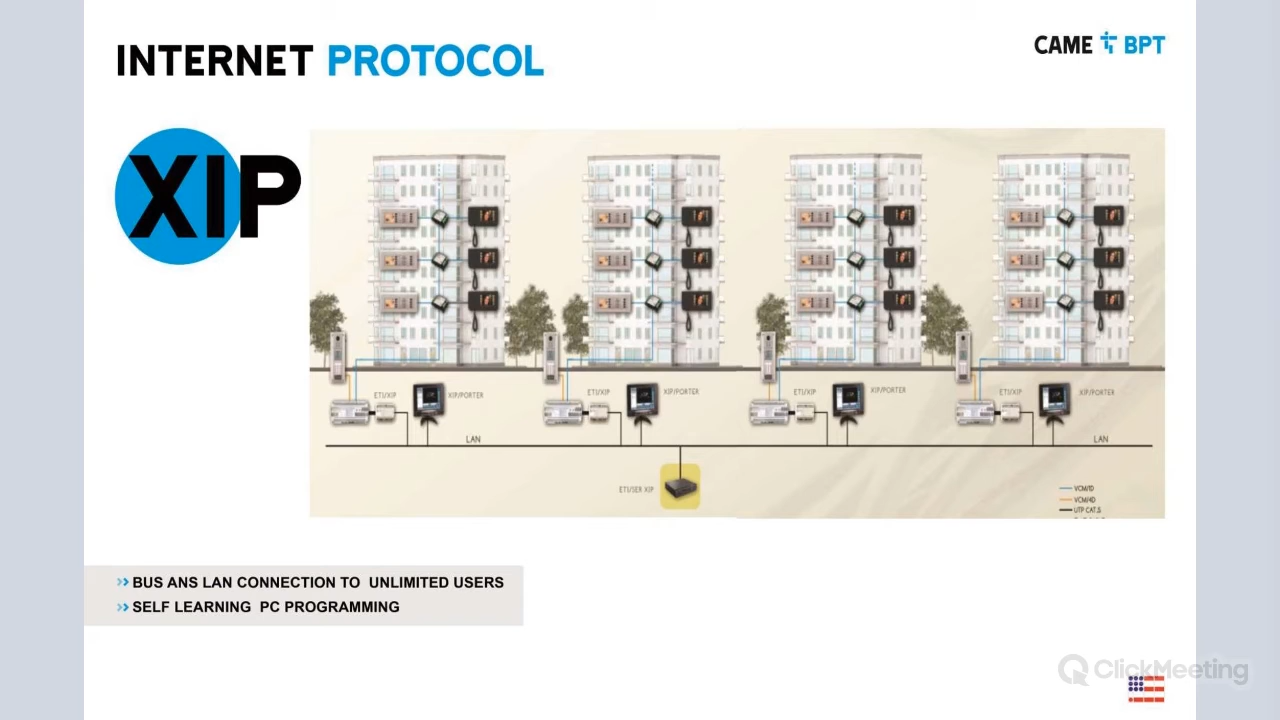 INTERNET PROTOCOL
CAME BPT
XIP
ETI/XIP
XIP/PORTER
ETI/XIP
XIP/PORTER
ETI/XIP
XIP/PORTER
ETI/XIP
XIP/PORTER
LAN
LAN
ETI/SER XIP
VCM/1D
VCM/4D
UTP CAT.5
BUS ANS LAN CONNECTION TO UNLIMITED USERS
SELF LEARNING PC PROGRAMMING
ClickMeeting